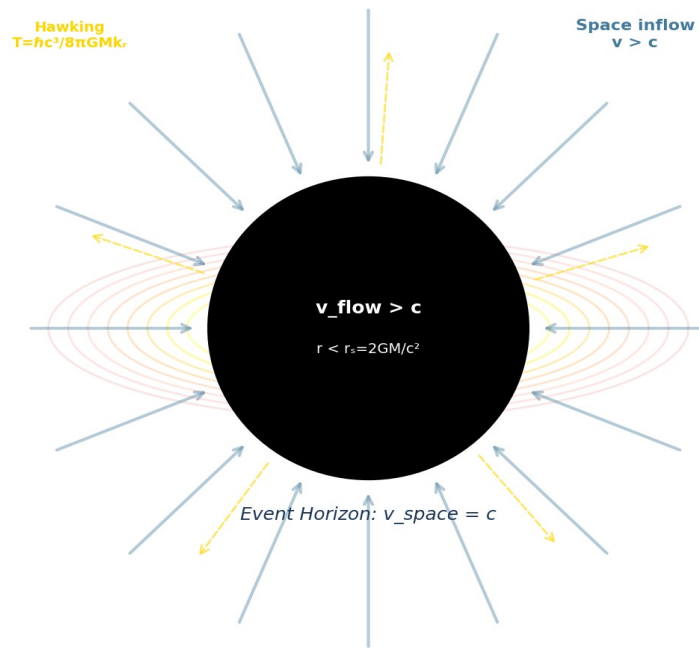 Hawking
T=ℏc³/8πGMkᵣ
Space inflow
v > c
v_flow > c
r < rₛ=2GM/c²
Event Horizon: v_space = c